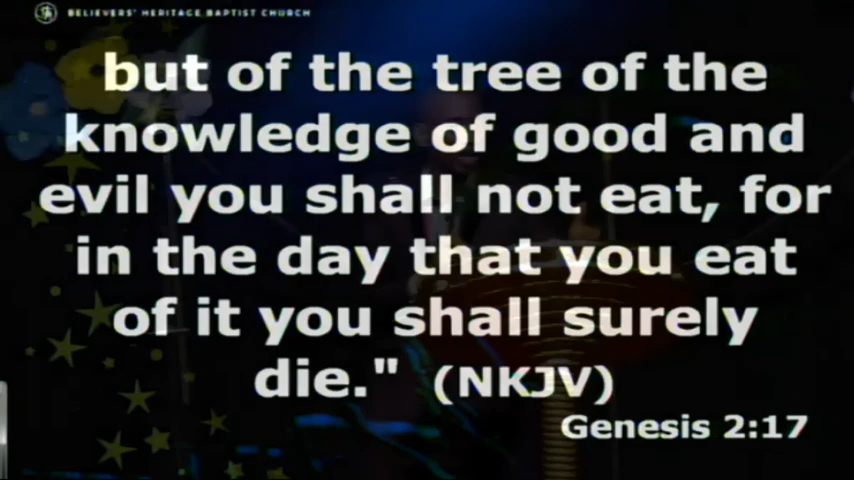 BELIEVERS' HERITAGE BAPTIST CHURCH
but of the tree of the
knowledge of good and
evil you shall not eat, for
in the day that you eat
of it you shall surely
die." (NKJV)
Genesis 2:17